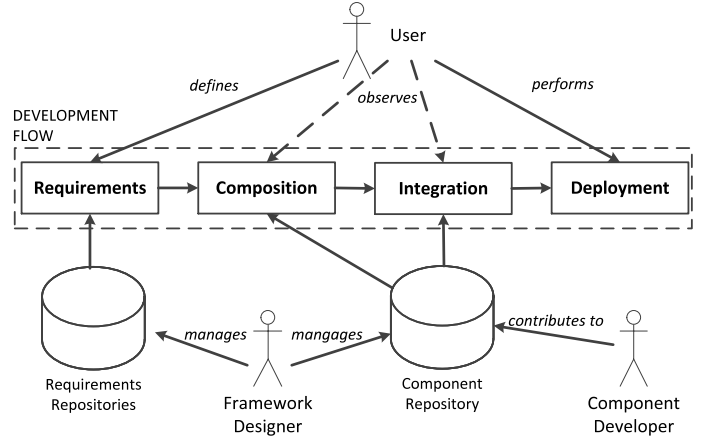 User
defines
observes
performs
DEVELOPMENT
FLOW
Requirements
Composition
Integration
Deployment
manages
mangages
contributes to
Requirements
Repositories
Framework
Designer
Component
Repository
Component
Developer